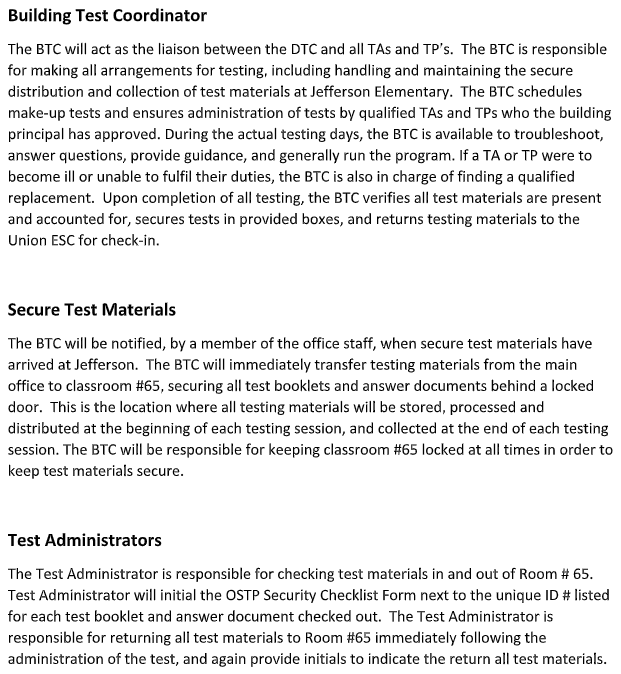 Building Test Coordinator
The BTC will act as the liaison between the DTC and all TAs and TP's.  The BTC is responsible
for making all arrangements for testing, including handling and maintaining the secure
distribution and collection of test materials at Jefferson Elementary.  The BTC schedules
make-up tests and ensures administration of tests by qualified TAs and TPs who the building
principal has approved. During the actual testing days, the BTC is available to troubleshoot,
answer questions, provide guidance, and generally run the program. If a TA or TP were to
become ill or unable to fulfil their duties, the BTC is also in charge of finding a qualified
replacement.  Upon completion of all testing, the BTC verifies all test materials are present
and accounted for, secures tests in provided boxes, and returns testing materials to the
Union ESC for check-in.
Secure Test Materials
The BTC will be notified, by a member of the office staff, when secure test materials have
arrived at Jefferson.  The BTC will immediately transfer testing materials from the main
office to classroom #65, securing all test booklets and answer documents behind a locked
door.  This is the location where all testing materials will be stored, processed and
distributed at the beginning of each testing session, and collected at the end of each testing
session. The BTC will be responsible for keeping classroom #65 locked at all times in order to
keep test materials secure.
Test Administrators
The Test Administrator is responsible for checking test materials in and out of Room # 65.
Test Administrator will initial the OSTP Security Checklist Form next to the unique ID # listed
for each test booklet and answer document checked out.  The Test Administrator is
responsible for returning all test materials to Room #65 immediately following the
administration of the test, and again provide initials to indicate the return all test materials.